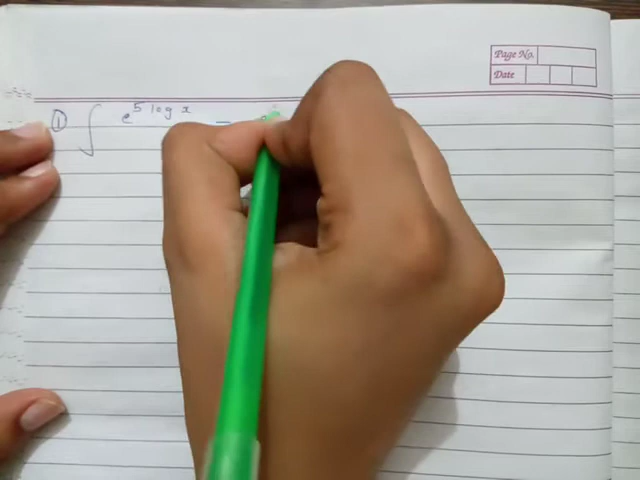 Page No.
Date
① ∫ e^{5 log x} –